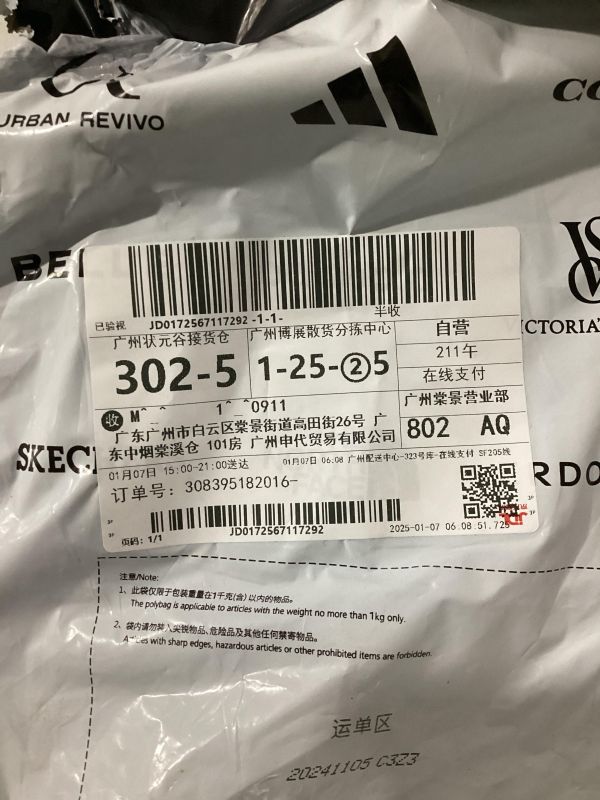 URBAN REVIVO
CO
BEL
VS
VICTORIA'
SKEC
RDO
已验视
JD0172567117292 -1-1-
半收
广州状元谷接货仓
广州博展散货分拣中心
自营
302-5
1-25-②5
211午
在线支付
收 M^ ^ 1^ ^0911
广州棠景营业部
广东广州市白云区棠景街道高田街26号 广
东中烟棠溪仓 101房 广州申代贸易有限公司
802 AQ
01月07日 15:00-21:00送达
01月07日 06:08 广州配送中心-323号库-在线支付 SF205线
订单号: 308395182016-
JD0172567117292
页码: 1/1
2025-01-07 06:08:51.725
JDL
注意/Note:
1、此袋仅限于包装重量在1千克(含)以内的物品。
The polybag is applicable to articles with the weight no more than 1kg only.
2、袋内请勿装入尖锐物品、危险品及其他任何禁寄物品。
Articles with sharp edges, hazardous articles or other prohibited items are forbidden.
运单区
20241105 C3Z3